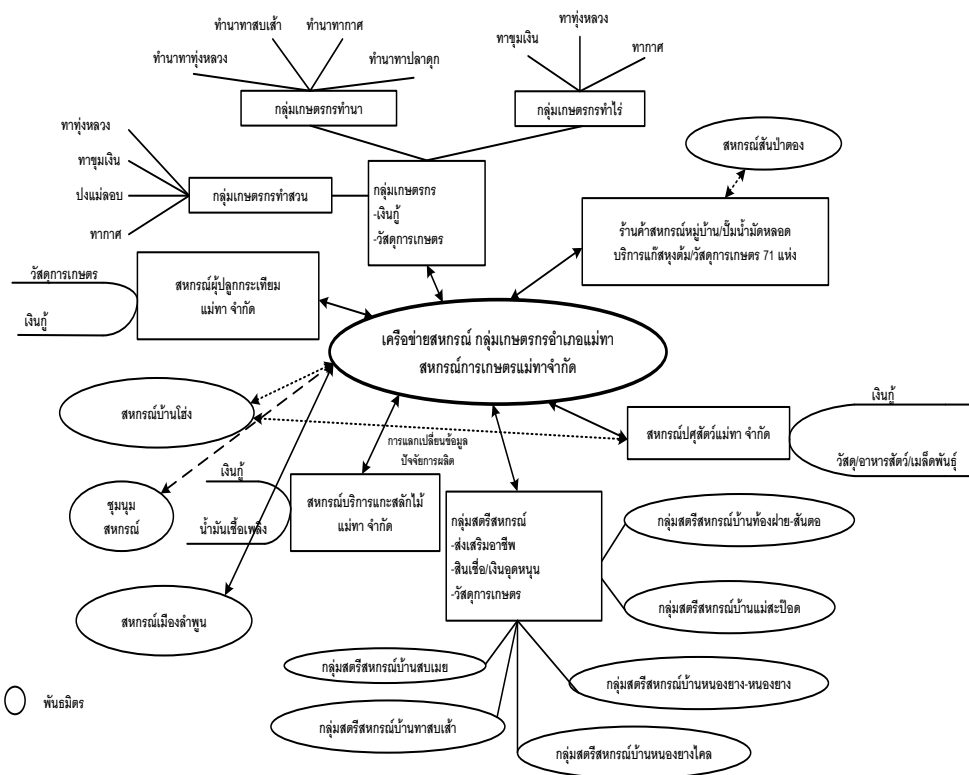 ทำนาทาสบเส้า
ทำนาทากาศ
ทำนาทาทุ่งหลวง
ทำนาทาปลาดุก
กลุ่มเกษตรกรทำนา
ทาทุ่งหลวง
ทาขุมเงิน
ทากาศ
กลุ่มเกษตรกรทำไร่
ทาทุ่งหลวง
ทาขุมเงิน
ปงแม่ลอบ
ทากาศ
กลุ่มเกษตรกรทำสวน
กลุ่มเกษตรกร
-เงินกู้
-วัสดุการเกษตร
สหกรณ์สันป่าตอง
ร้านค้าสหกรณ์หมู่บ้าน/ปั๊มน้ำมัดหลอด
บริการแก๊สหุงต้ม/วัสดุการเกษตร 71 แห่ง
วัสดุการเกษตร
เงินกู้
สหกรณ์ผุ้ปลูกกระเทียม
แม่ทา จำกัด
เครือข่ายสหกรณ์ กลุ่มเกษตรกรอำเภอแม่ทา
สหกรณ์การเกษตรแม่ทาจำกัด
สหกรณ์บ้านโฮ่ง
การแลกเปลี่ยนข้อมูล
ปัจจัยการผลิต
สหกรณ์ปศุสัตว์แม่ทา จำกัด
เงินกู้
วัสดุ/อาหารสัตว์/เมล็ดพันธุ์
ชุมนุม
สหกรณ์
เงินกู้
น้ำมันเชื้อเพลิง
สหกรณ์บริการแกะสลักไม้
แม่ทา จำกัด
กลุ่มสตรีสหกรณ์
-ส่งเสริมอาชีพ
-สินเชื่อ/เงินอุดหนุน
-วัสดุการเกษตร
กลุ่มสตรีสหกรณ์บ้านท้องฝาย-สันตอ
กลุ่มสตรีสหกรณ์บ้านแม่สะป๊อด
สหกรณ์เมืองลำพูน
กลุ่มสตรีสหกรณ์บ้านสบเมย
กลุ่มสตรีสหกรณ์บ้านหนองยาง-หนองยาง
กลุ่มสตรีสหกรณ์บ้านทาสบเส้า
กลุ่มสตรีสหกรณ์บ้านหนองยางไคล
พันธมิตร